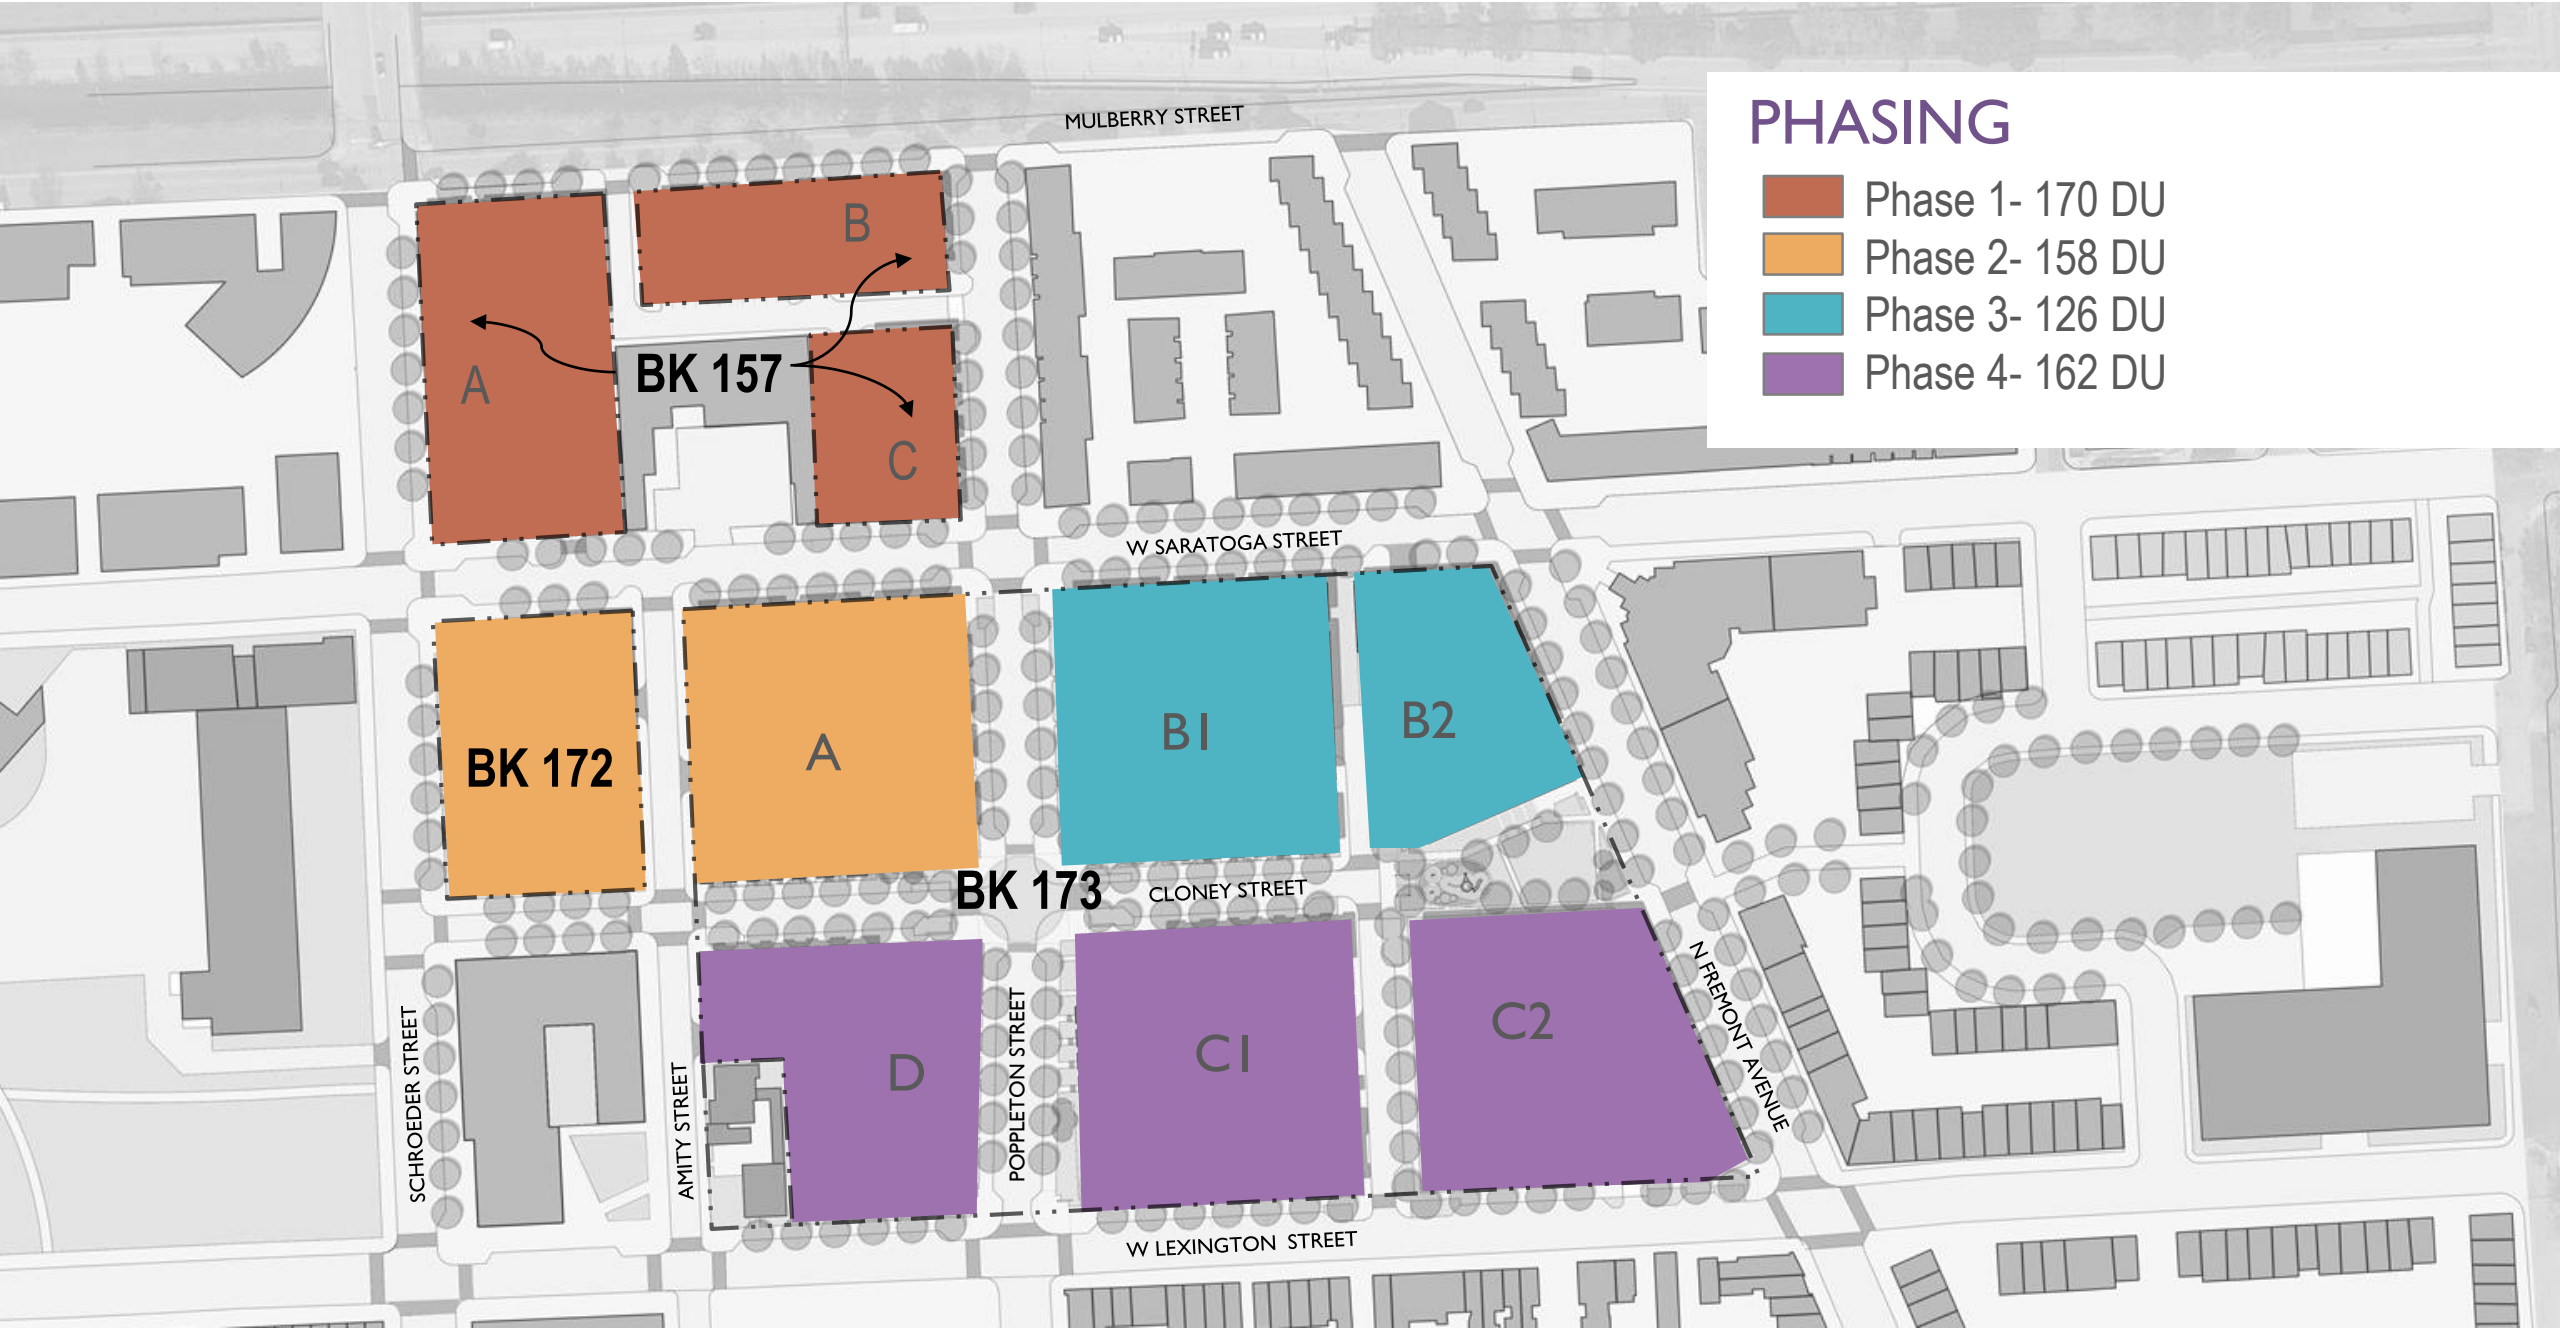 MULBERRY STREET
PHASING
Phase 1- 170 DU
Phase 2- 158 DU
Phase 3- 126 DU
Phase 4- 162 DU
B
BK 157
A
C
W SARATOGA STREET
BK 172
A
B1
B2
BK 173
CLONEY STREET
D
C1
C2
SCHROEDER STREET
AMITY STREET
POPPLETON STREET
N FREMONT AVENUE
W LEXINGTON STREET